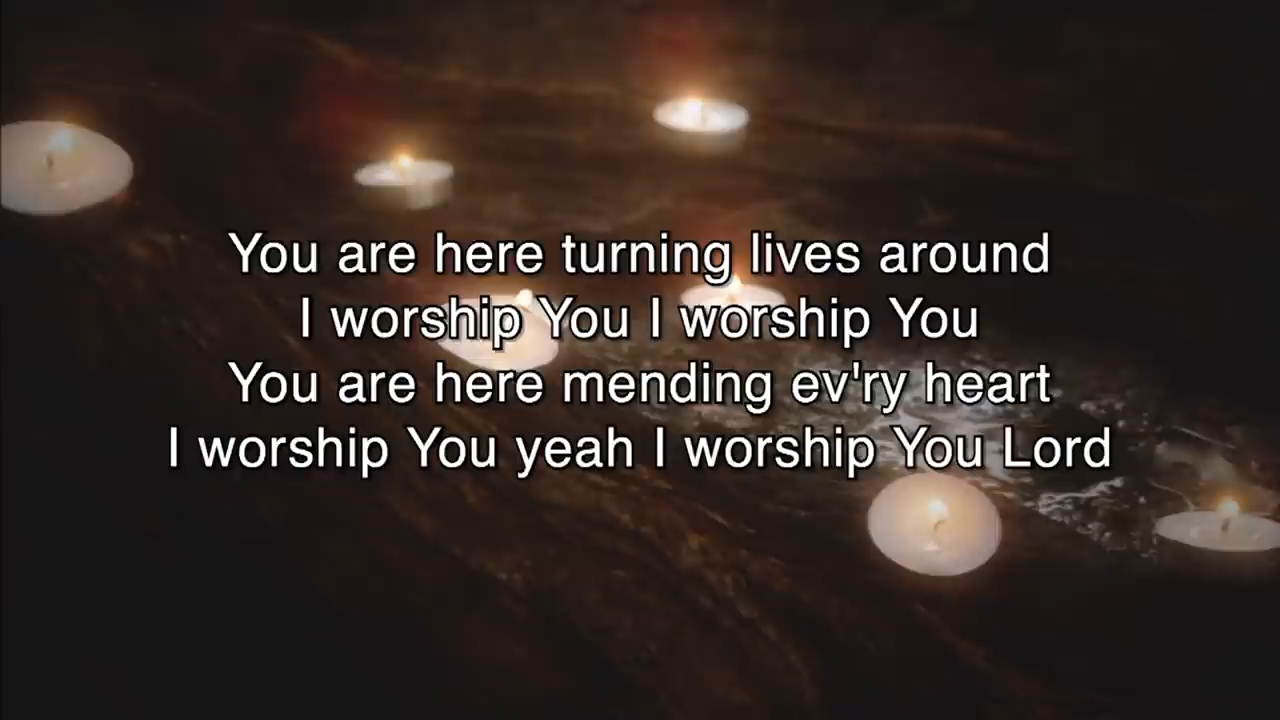 You are here turning lives around
I worship You I worship You
You are here mending ev'ry heart
I worship You yeah I worship You Lord